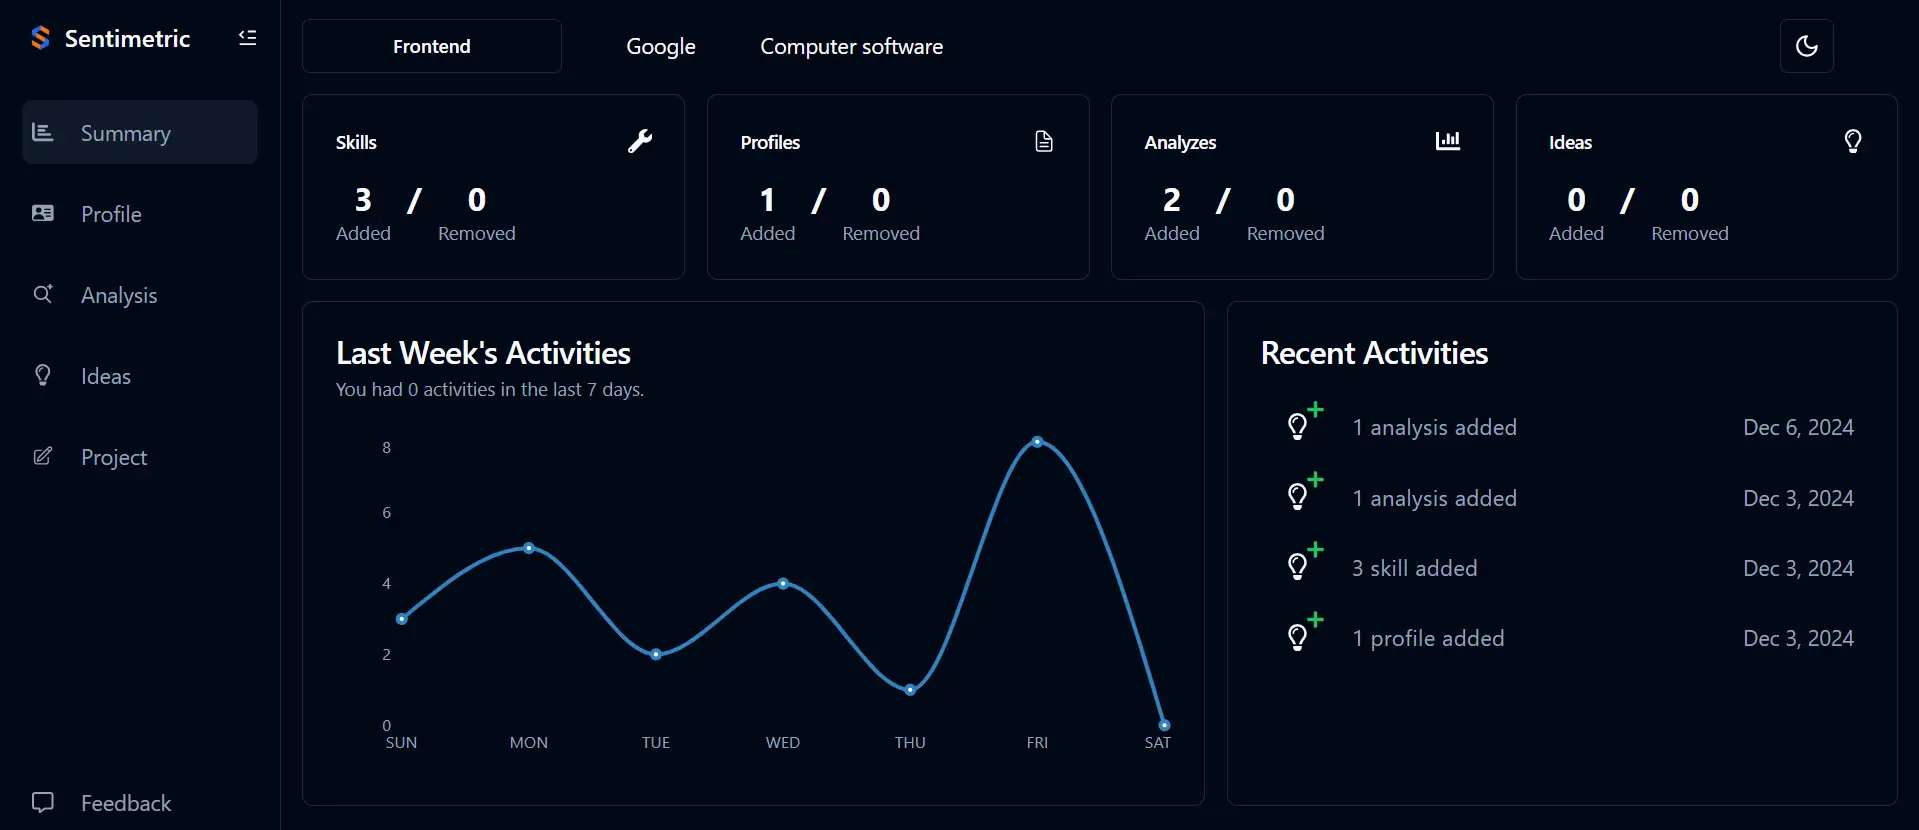 Sentimetric
Summary
Profile
Analysis
Ideas
Project
Feedback
Frontend Google Computer software
Skills
3 / 0
Added Removed
Profiles
1 / 0
Added Removed
Analyzes
2 / 0
Added Removed
Ideas
0 / 0
Added Removed
Last Week's Activities
You had 0 activities in the last 7 days.
8
6
4
2
0
SUN MON TUE WED THU FRI SAT
Recent Activities
1 analysis added Dec 6, 2024
1 analysis added Dec 3, 2024
3 skill added Dec 3, 2024
1 profile added Dec 3, 2024